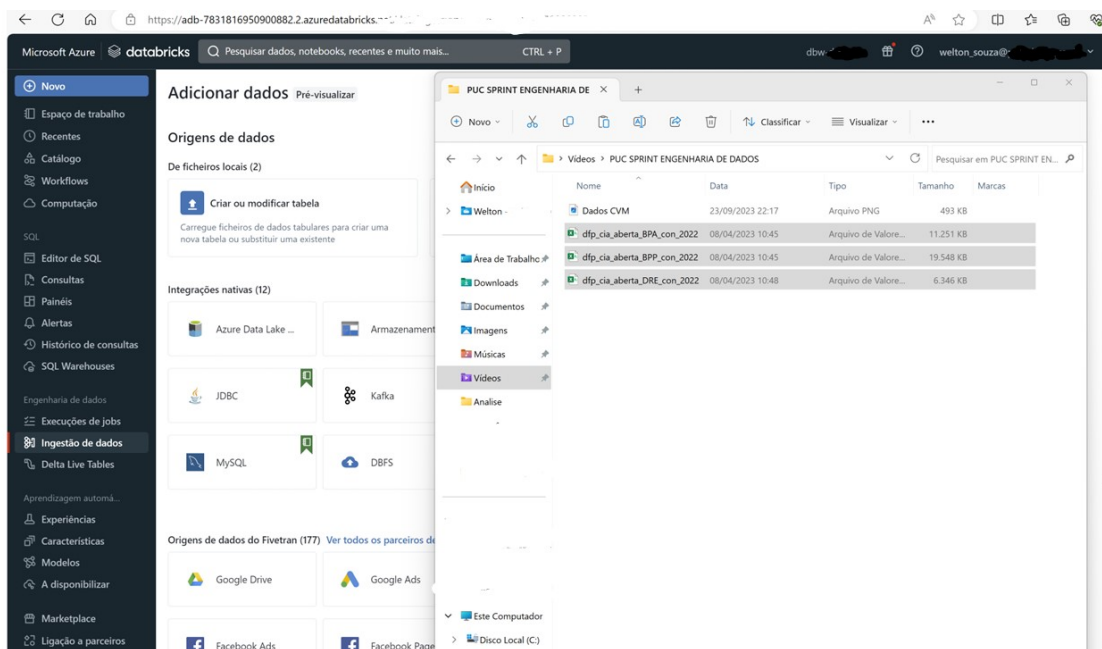 https://adb-7831816950900882.2.azuredatabricks.
Microsoft Azure databricks Pesquisar dados, notebooks, recentes e muito mais... CTRL + P dbw- welton_souza@
Novo
Espaço de trabalho
Recentes
Catálogo
Workflows
Computação
SQL
Editor de SQL
Consultas
Painéis
Alertas
Histórico de consultas
SQL Warehouses
Engenharia de dados
Execuções de jobs
Ingestão de dados
Delta Live Tables
Aprendizagem automá...
Experiências
Características
Modelos
A disponibilizar
Marketplace
Ligação a parceiros
Adicionar dados Pré-visualizar
Origens de dados
De ficheiros locais (2)
Criar ou modificar tabela
Carregue ficheiros de dados tabulares para criar uma
nova tabela ou substituir uma existente
Integrações nativas (12)
Azure Data Lake ... Armazenament
JDBC Kafka
MySQL DBFS
Origens de dados do Fivetran (177) Ver todos os parceiros de
Google Drive Google Ads
Facebook Ads Facebook Page
PUC SPRINT ENGENHARIA DE
Novo Classificar Visualizar
Vídeos > PUC SPRINT ENGENHARIA DE DADOS Pesquisar em PUC SPRINT EN...
Início
Welton -
Área de Trabalho
Downloads
Documentos
Imagens
Músicas
Vídeos
Analise
Este Computador
Disco Local (C:)
Nome Data Tipo Tamanho Marcas
Dados CVM 23/09/2023 22:17 Arquivo PNG 493 KB
dfp_cia_aberta_BPA_con_2022 08/04/2023 10:45 Arquivo de Valore... 11.251 KB
dfp_cia_aberta_BPP_con_2022 08/04/2023 10:45 Arquivo de Valore... 19.548 KB
dfp_cia_aberta_DRE_con_2022 08/04/2023 10:48 Arquivo de Valore... 6.346 KB